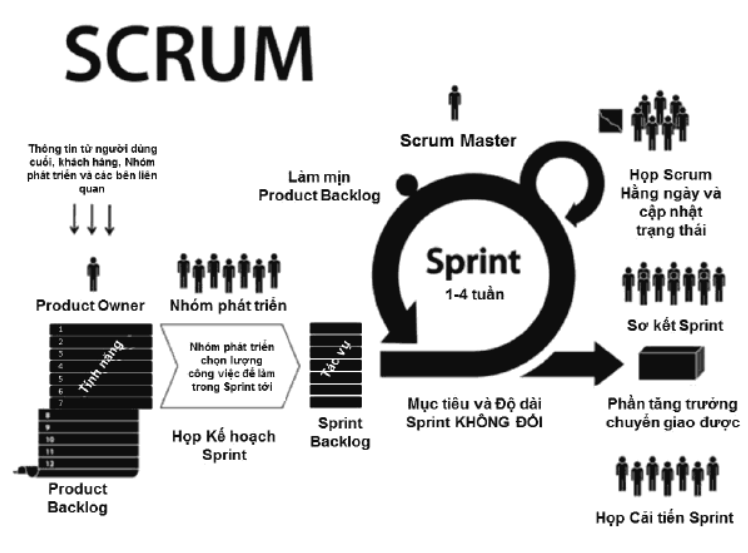 SCRUM
Thông tin từ người dùng
cuối, khách hàng, Nhóm
phát triển và các bên liên
quan
Product Owner
Nhóm phát triển
1
2
3
4
5
6
7
Tính năng
8
9
10
11
12
Product
Backlog
Nhóm phát triển
chọn lượng
công việc để làm
trong Sprint tới
Họp Kế hoạch
Sprint
Tác vụ
Sprint
Backlog
Làm mịn
Product Backlog
Scrum Master
Sprint
1-4 tuần
Mục tiêu và Độ dài
Sprint KHÔNG ĐỔI
Họp Scrum
Hằng ngày và
cập nhật
trạng thái
Sơ kết Sprint
Phần tăng trưởng
chuyển giao được
Họp Cải tiến Sprint